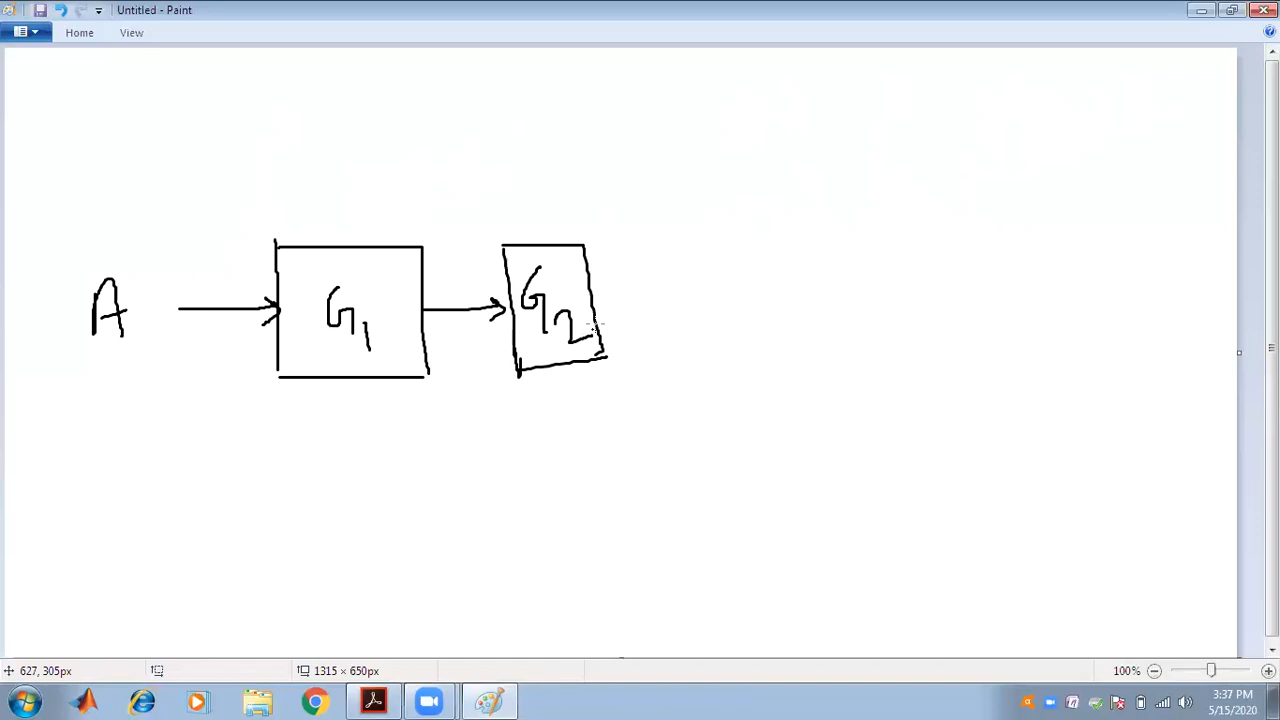 Untitled - Paint
Home View
A G1 G2
627, 305px 1315 × 650px 100%
3:37 PM
5/15/2020